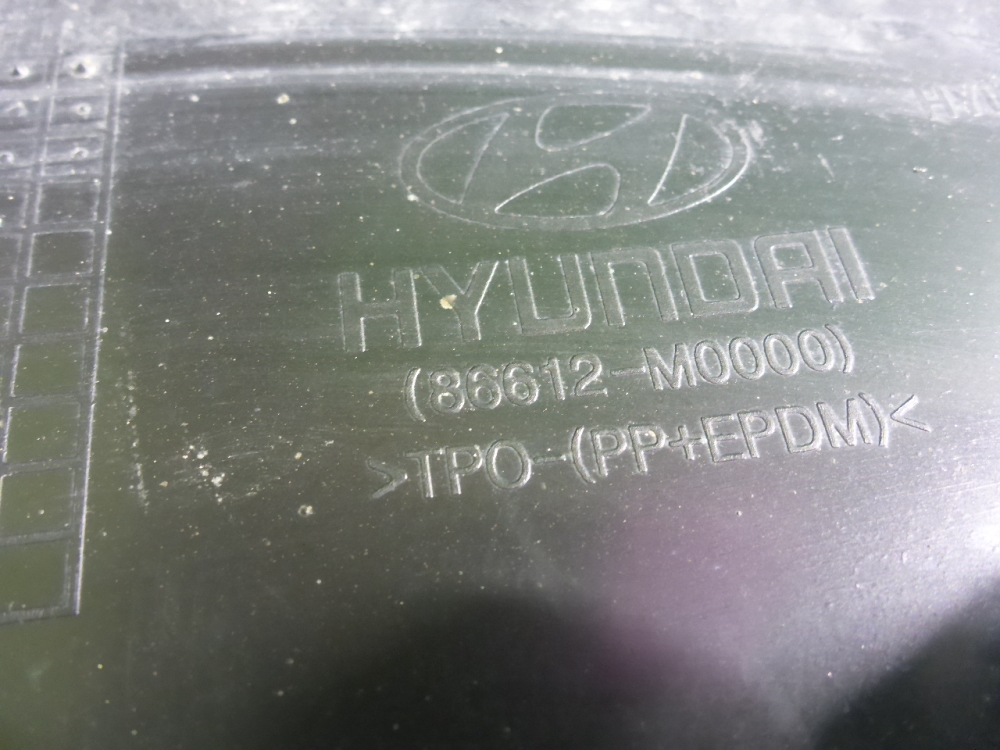 HYUNDAI
(86612-M0000)
>TPO-(PP+EPDM)<